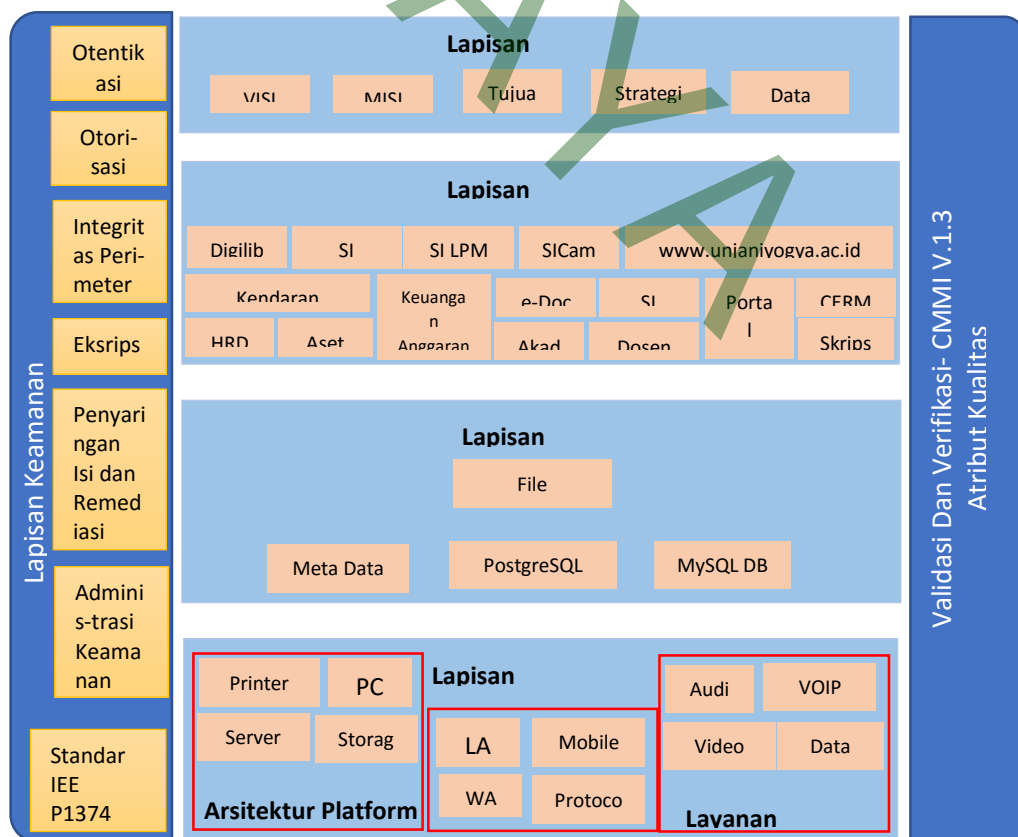 Lapisan Keamanan
Otentik
asi
Otori-
sasi
Integrit
as Peri-
meter
Eksrips
Penyari
ngan
Isi dan
Remed
iasi
Admini
s-trasi
Keama
nan
Standar
IEE
P1374
Lapisan
VISI
MISI
Tujua
Strategi
Data
Lapisan
Digilib
SI
SI LPM
SICam
www.unjaniyogya.ac.id
Kendaran
Keuanga
n
Anggaran
e-Doc
SI
Porta
l
CERM
HRD
Aset
Akad
Dosen
Skrips
Lapisan
File
Meta Data
PostgreSQL
MySQL DB
Lapisan
Printer
PC
Server
Storag
Arsitektur Platform
LA
Mobile
WA
Protoco
Audi
VOIP
Video
Data
Layanan
Validasi Dan Verifikasi- CMMI V.1.3
Atribut Kualitas
YA